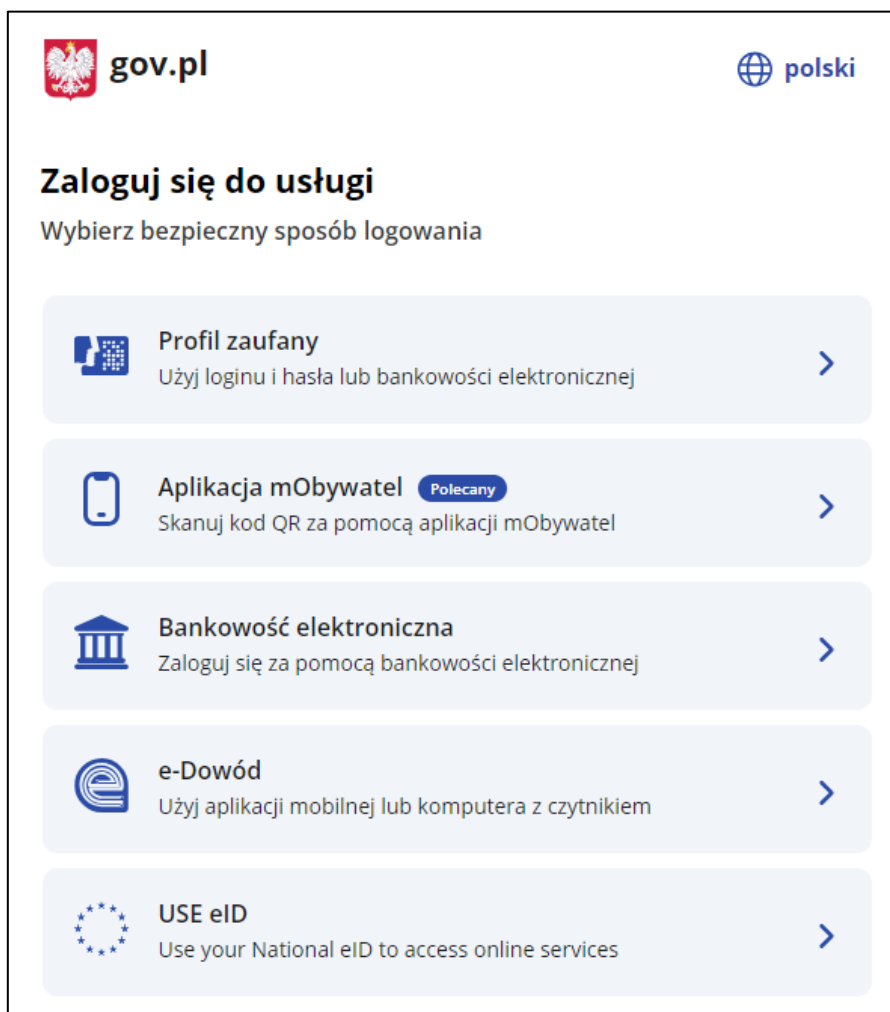 gov.pl
polski
Zaloguj się do usługi
Wybierz bezpieczny sposób logowania
Profil zaufany
Użyj loginu i hasła lub bankowości elektronicznej
Aplikacja mObywatel Polecany
Skanuj kod QR za pomocą aplikacji mObywatel
Bankowość elektroniczna
Zaloguj się za pomocą bankowości elektronicznej
e-Dowód
Użyj aplikacji mobilnej lub komputera z czytnikiem
USE eID
Use your National eID to access online services